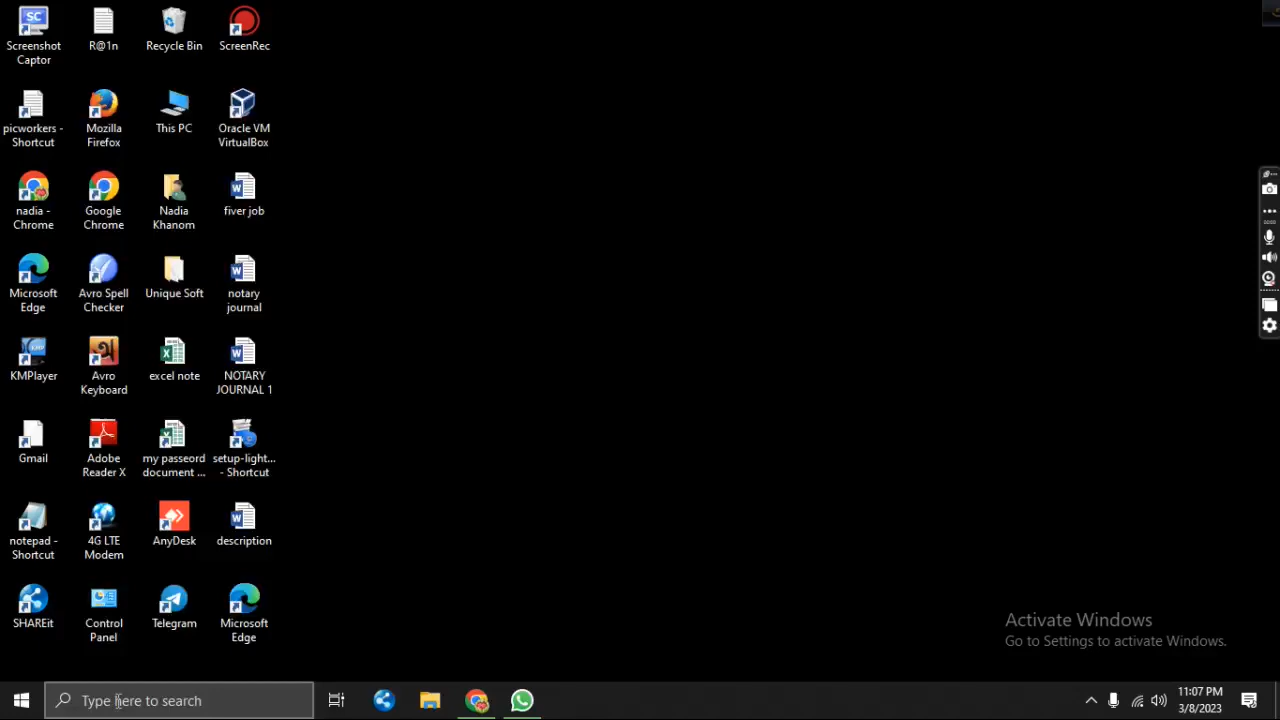 Screenshot
Captor
R@1n
Recycle Bin
ScreenRec
picworkers -
Shortcut
Mozilla
Firefox
This PC
Oracle VM
VirtualBox
nadia -
Chrome
Google
Chrome
Nadia
Khanom
fiver job
Microsoft
Edge
Avro Spell
Checker
Unique Soft
notary
journal
KMPlayer
Avro
Keyboard
excel note
NOTARY
JOURNAL 1
Gmail
Adobe
Reader X
my passeord
document ...
setup-light...
- Shortcut
notepad -
Shortcut
4G LTE
Modem
AnyDesk
description
SHAREit
Control
Panel
Telegram
Microsoft
Edge
Activate Windows
Go to Settings to activate Windows.
Type here to search
11:07 PM
3/8/2023